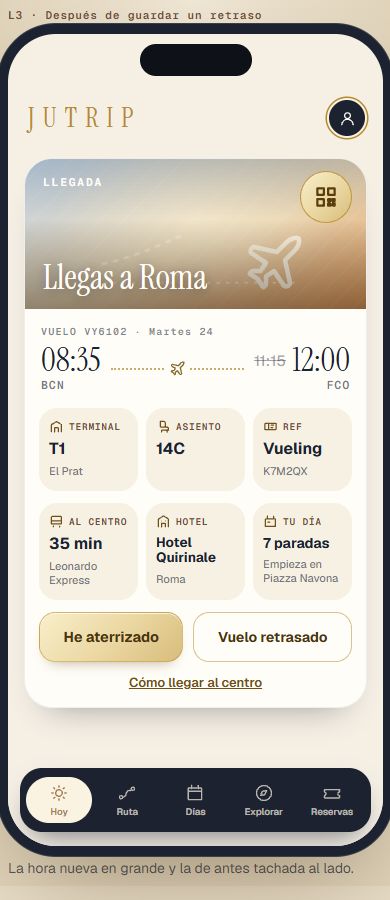 L3 · Después de guardar un retraso
JUTRIP
LLEGADA
Llegas a Roma
VUELO VY6102 · Martes 24
08:35 11:15 12:00
BCN FCO
TERMINAL ASIENTO REF
T1 14C Vueling
El Prat K7M2QX
AL CENTRO HOTEL TU DÍA
35 min Hotel Quirinale 7 paradas
Leonardo Express Roma Empieza en Piazza Navona
He aterrizado Vuelo retrasado
Cómo llegar al centro
Hoy Ruta Días Explorar Reservas
La hora nueva en grande y la de antes tachada al lado.